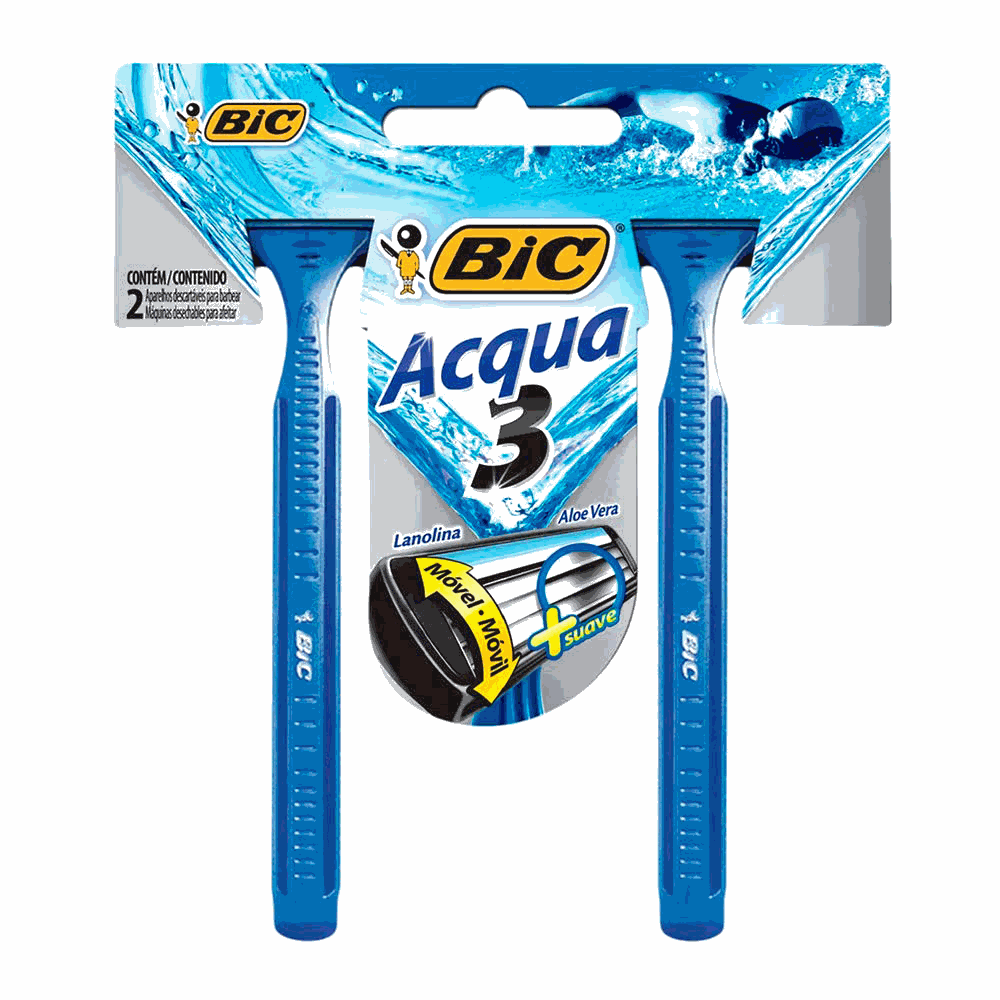 BiC
CONTÉM / CONTENIDO
2 Aparelhos descartáveis para barbear
Máquinas desechables para afeitar
BiC®
Acqua
3
Lanolina
Aloe Vera
Móvel • Móvil
+suave
BiC
BiC